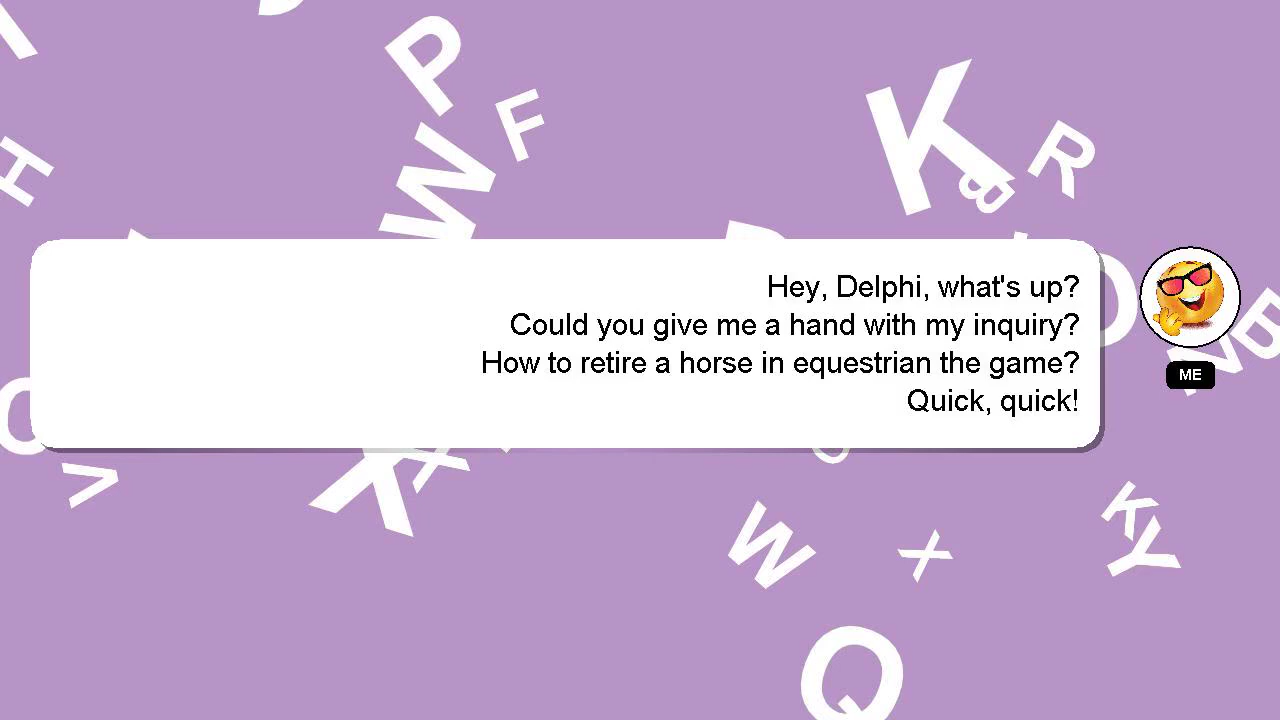 Hey, Delphi, what's up?
Could you give me a hand with my inquiry?
How to retire a horse in equestrian the game?
Quick, quick!
ME